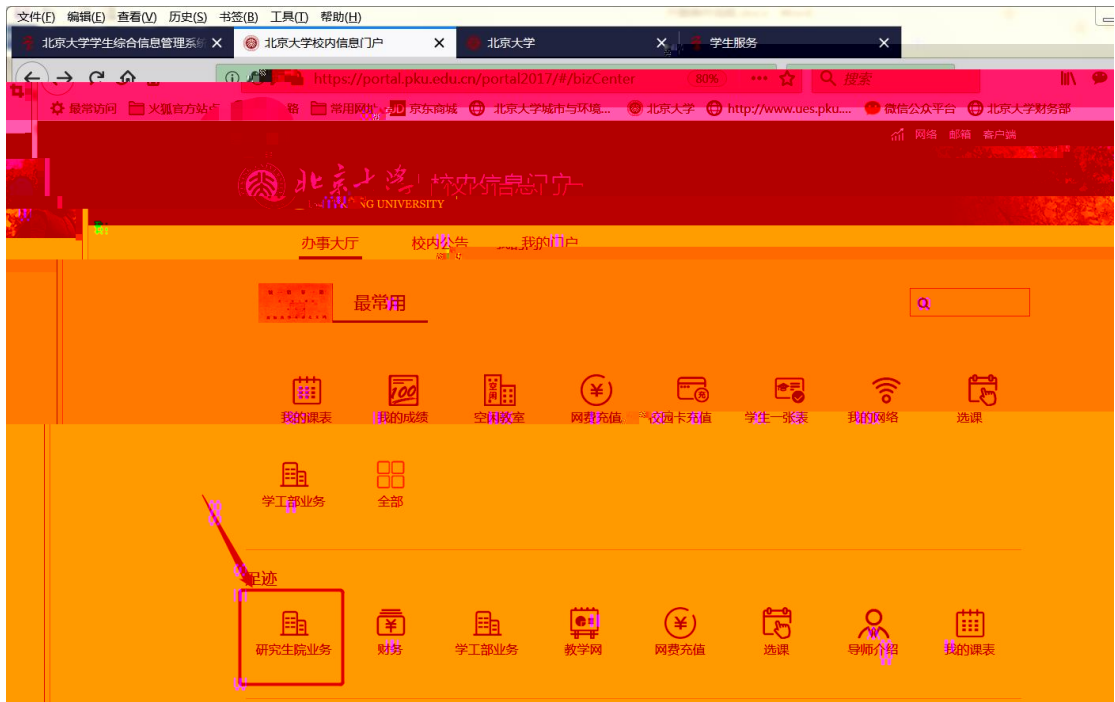 文件(F) 编辑(E) 查看(V) 历史(S) 书签(B) 工具(T) 帮助(H)
北京大学学生综合信息管理系统 北京大学校内信息门户 北京大学 学生服务
https://portal.pku.edu.cn/portal2017/#/bizCenter 80% 搜索
最常访问 火狐官方站点 常用网址 JD 京东商城 北京大学城市与环境... 北京大学 http://www.ues.pku.... 微信公众平台 北京大学财务部
网络 邮箱 客户端
北京大学 校内信息门户
NG UNIVERSITY
办事大厅 校内公告 我的门户
最常用
我的课表 我的成绩 空闲教室 网费充值 校园卡充值 学生一张表 我的网络 选课
学工部业务 全部
足迹
研究生院业务 财务 学工部业务 教学网 网费充值 选课 导师介绍 我的课表